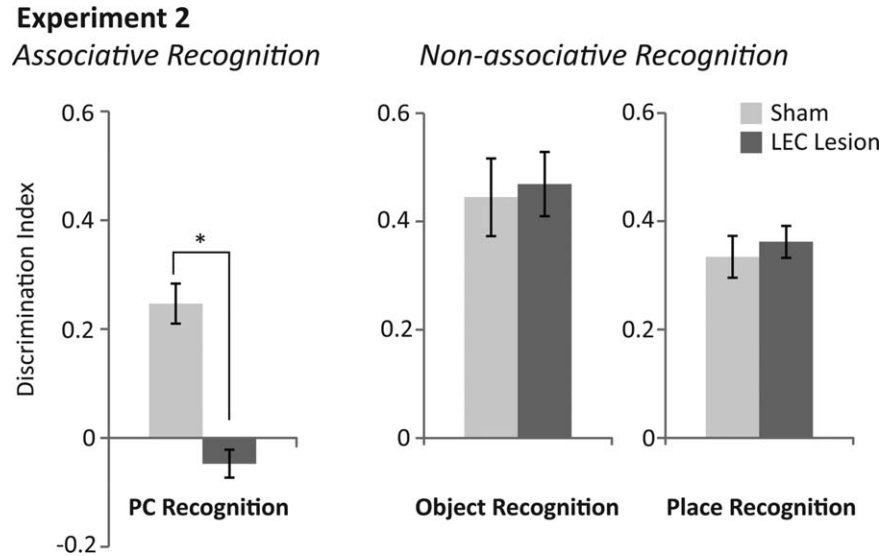 Experiment 2
Associative Recognition
Non-associative Recognition
0.6
0.4
0.2
0
-0.2
Discrimination Index
*
PC Recognition
0.6
0.4
0.2
0
Object Recognition
0.6
0.4
0.2
0
Place Recognition
Sham
LEC Lesion